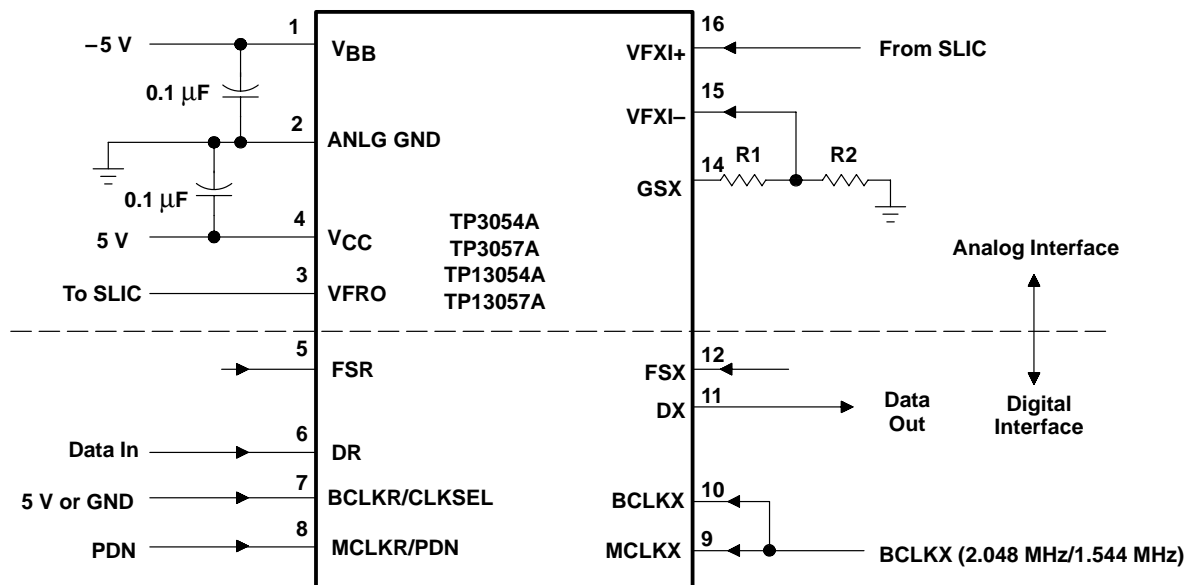 –5 V
1
VBB
0.1 μF
2
ANLG GND
0.1 μF
5 V
4
VCC
To SLIC
3
VFRO
TP3054A
TP3057A
TP13054A
TP13057A
16
VFXI+
From SLIC
15
VFXI–
14
GSX
R1
R2
Analog Interface
5
FSR
Data In
6
DR
5 V or GND
7
BCLKR/CLKSEL
PDN
8
MCLKR/PDN
12
FSX
11
DX
Data
Out
Digital
Interface
10
BCLKX
9
MCLKX
BCLKX (2.048 MHz/1.544 MHz)